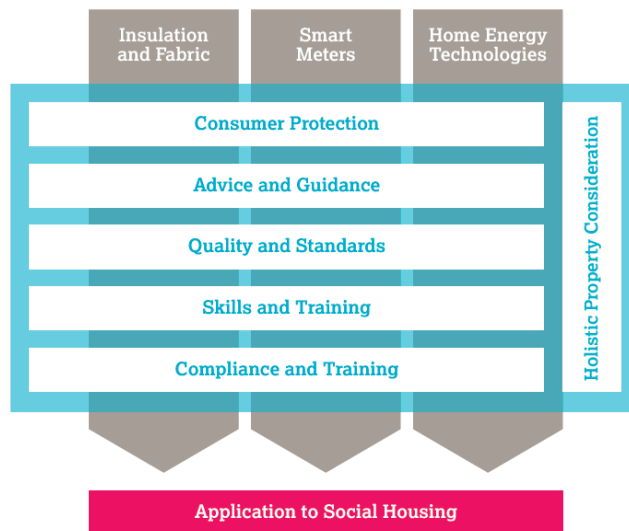 Insulation
and Fabric
Smart
Meters
Home Energy
Technologies
Consumer Protection
Advice and Guidance
Quality and Standards
Skills and Training
Compliance and Training
Holistic Property Consideration
Application to Social Housing